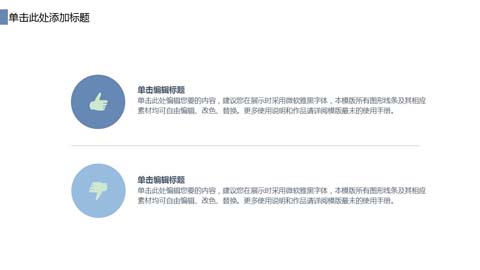 单击此处添加标题
单击编辑标题
单击此处编辑您要的内容，建议您在展示时采用微软雅黑字体，本模版所有图形线条及其相应
素材均可自由编辑、改色、替换。更多使用说明和作品请详阅模版最末的使用手册。
单击编辑标题
单击此处编辑您要的内容，建议您在展示时采用微软雅黑字体，本模版所有图形线条及其相应
素材均可自由编辑、改色、替换。更多使用说明和作品请详阅模版最末的使用手册。